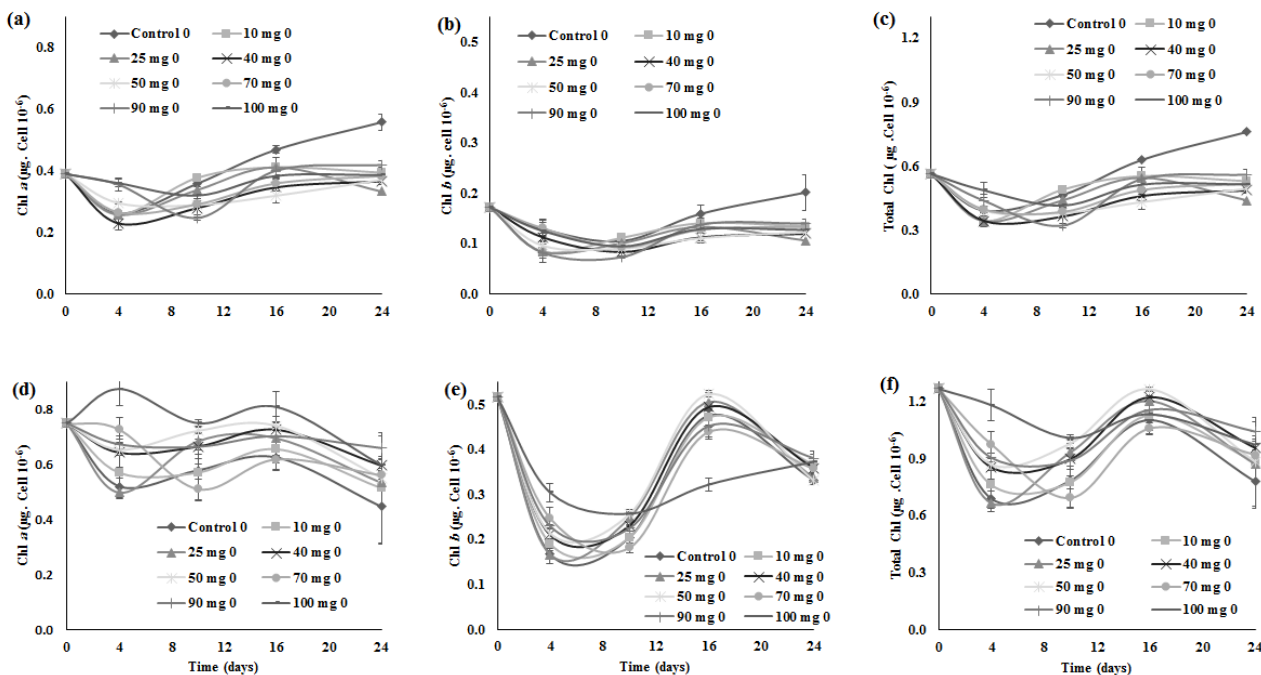 (a)
Chl a (µg. Cell 10⁻⁶)
0.8
0.6
0.4
0.2
0.0
Control 0 10 mg 0
25 mg 0 40 mg 0
50 mg 0 70 mg 0
90 mg 0 100 mg 0
0 4 8 12 16 20 24
(b)
Chl b (µg. cell 10⁻⁶)
0.5
0.4
0.3
0.2
0.1
0.0
Control 0 10 mg 0
25 mg 0 40 mg 0
50 mg 0 70 mg 0
90 mg 0 100 mg 0
0 4 8 12 16 20 24
(c)
Total Chl ( µg .Cell 10⁻⁶)
1.2
0.9
0.6
0.3
0.0
Control 0 10 mg 0
25 mg 0 40 mg 0
50 mg 0 70 mg 0
90 mg 0 100 mg 0
0 4 8 12 16 20 24
(d)
Chl a (µg. Cell 10⁻⁶)
0.8
0.6
0.4
0.2
0.0
Control 0 10 mg 0
25 mg 0 40 mg 0
50 mg 0 70 mg 0
90 mg 0 100 mg 0
0 4 8 12 16 20 24
Time (days)
(e)
Chl b (µg. Cell 10⁻⁶)
0.5
0.4
0.3
0.2
0.1
0.0
Control 0 10 mg 0
25 mg 0 40 mg 0
50 mg 0 70 mg 0
90 mg 0 100 mg 0
0 4 8 12 16 20 24
Time (days)
(f)
Total Chl (µg .Cell 10⁻⁶)
1.2
0.9
0.6
0.3
0.0
Control 0 10 mg 0
25 mg 0 40 mg 0
50 mg 0 70 mg 0
90 mg 0 100 mg 0
0 4 8 12 16 20 24
Time (days)